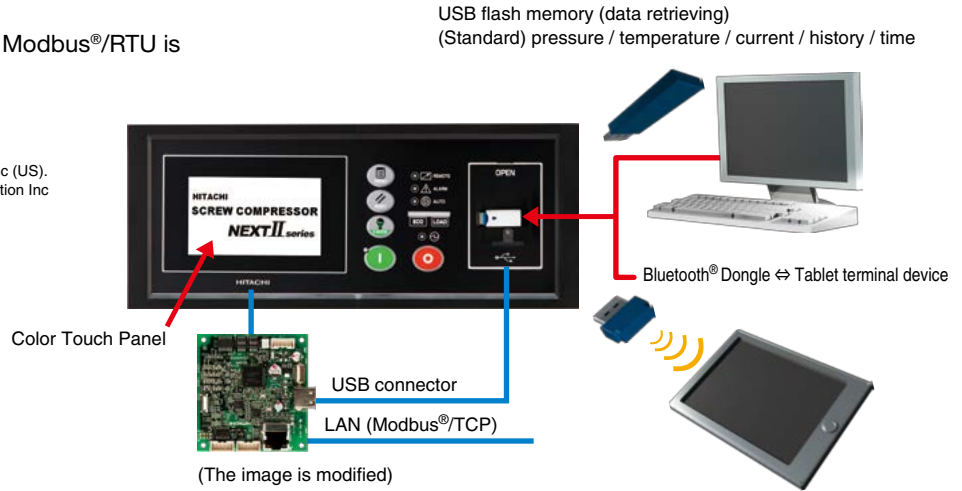 USB flash memory (data retrieving)
(Standard) pressure / temperature / current / history / time
Modbus®/RTU is
c (US).
tion Inc
HITACHI
SCREW COMPRESSOR
NEXTII series
REMOTE
ALARM
AUTO
ECO LOAD
OPEN
HITACHI
Bluetooth® Dongle ⇔ Tablet terminal device
Color Touch Panel
USB connector
LAN (Modbus®/TCP)
(The image is modified)